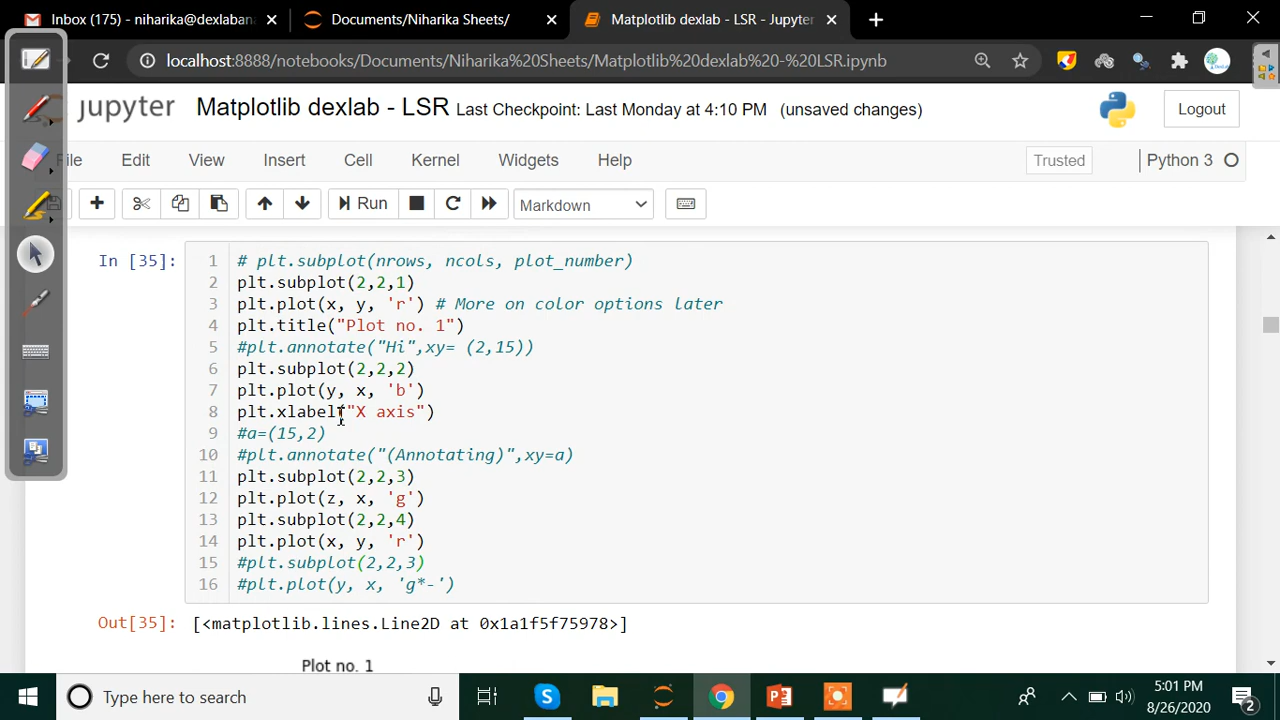 Inbox (175) - niharika@dexlabana
Documents/Niharika Sheets/
Matplotlib dexlab - LSR - Jupyter
localhost:8888/notebooks/Documents/Niharika%20Sheets/Matplotlib%20dexlab%20-%20LSR.ipynb
jupyter Matplotlib dexlab - LSR Last Checkpoint: Last Monday at 4:10 PM (unsaved changes) Logout
File Edit View Insert Cell Kernel Widgets Help Trusted Python 3
Run Markdown
In [35]: 1 # plt.subplot(nrows, ncols, plot_number)
2 plt.subplot(2,2,1)
3 plt.plot(x, y, 'r') # More on color options later
4 plt.title("Plot no. 1")
5 #plt.annotate("Hi",xy= (2,15))
6 plt.subplot(2,2,2)
7 plt.plot(y, x, 'b')
8 plt.xlabel("X axis")
9 #a=(15,2)
10 #plt.annotate("(Annotating)",xy=a)
11 plt.subplot(2,2,3)
12 plt.plot(z, x, 'g')
13 plt.subplot(2,2,4)
14 plt.plot(x, y, 'r')
15 #plt.subplot(2,2,3)
16 #plt.plot(y, x, 'g*-')
Out[35]: [<matplotlib.lines.Line2D at 0x1a1f5f75978>]
Plot no. 1
Type here to search
5:01 PM
8/26/2020
2